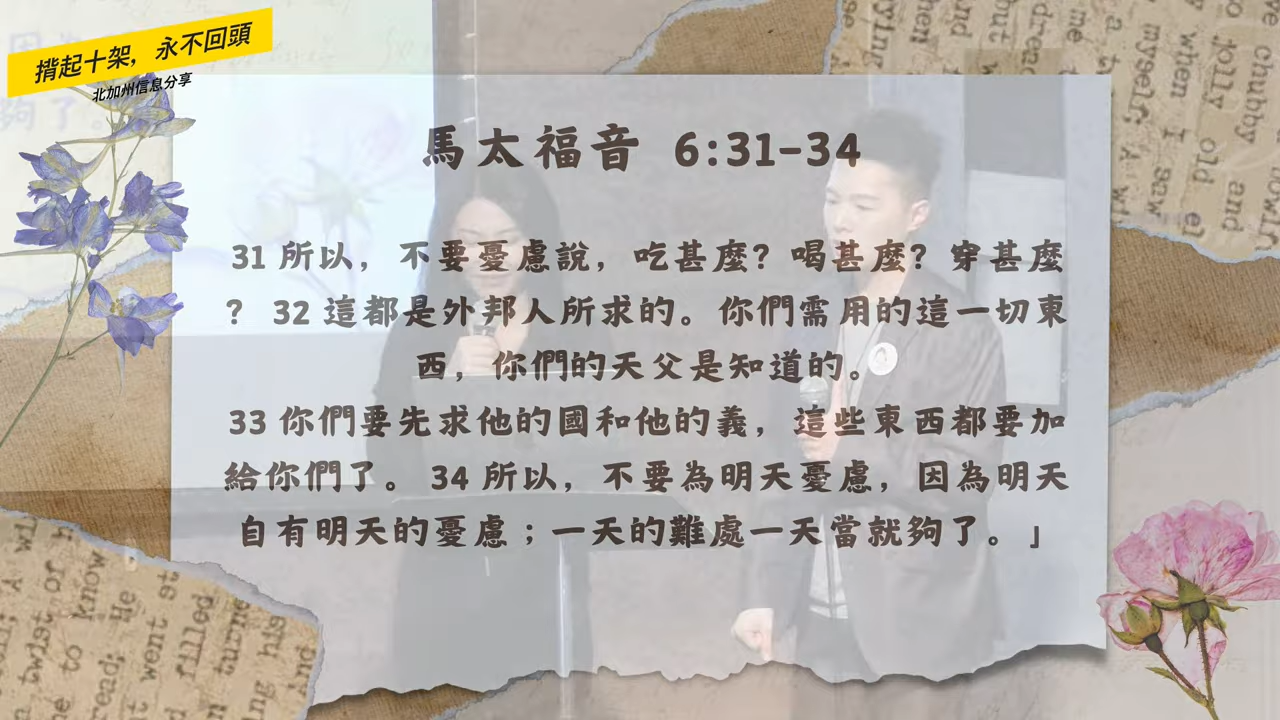 揹起十架，永不回頭
北加州信息分享
馬太福音 6:31-34
31 所以，不要憂慮說，吃甚麼？喝甚麼？穿甚麼
？ 32 這都是外邦人所求的。你們需用的這一切東
西，你們的天父是知道的。
33 你們要先求他的國和他的義，這些東西都要加
給你們了。 34 所以，不要為明天憂慮，因為明天
自有明天的憂慮；一天的難處一天當就夠了。」